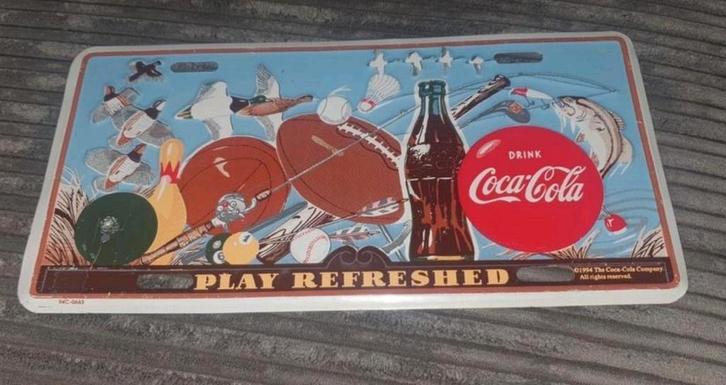 DRINK
Coca-Cola
PLAY REFRESHED
©1994 The Coca-Cola Company.
All rights reserved.